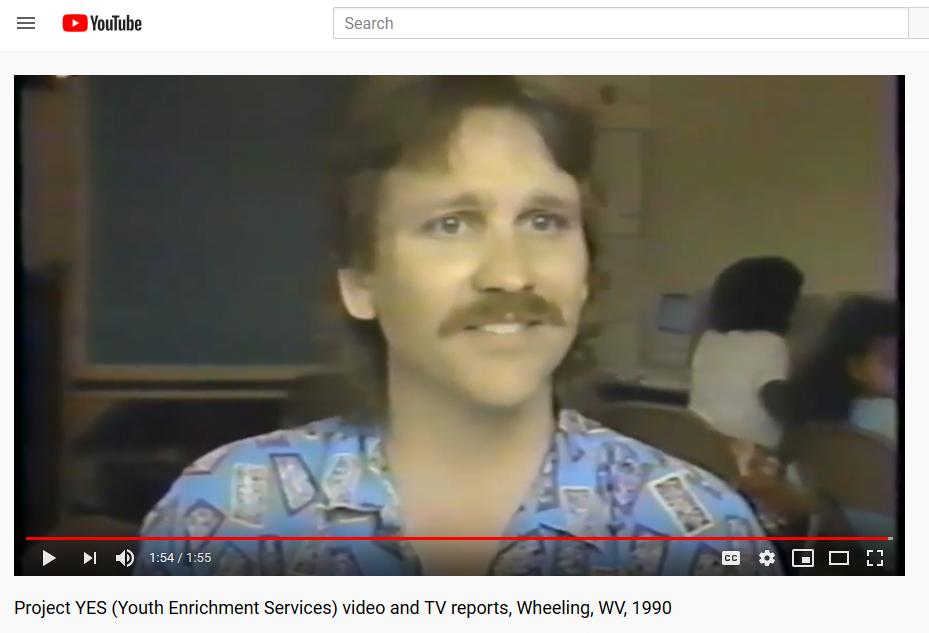 YouTube
Search
1:54 / 1:55
CC
Project YES (Youth Enrichment Services) video and TV reports, Wheeling, WV, 1990